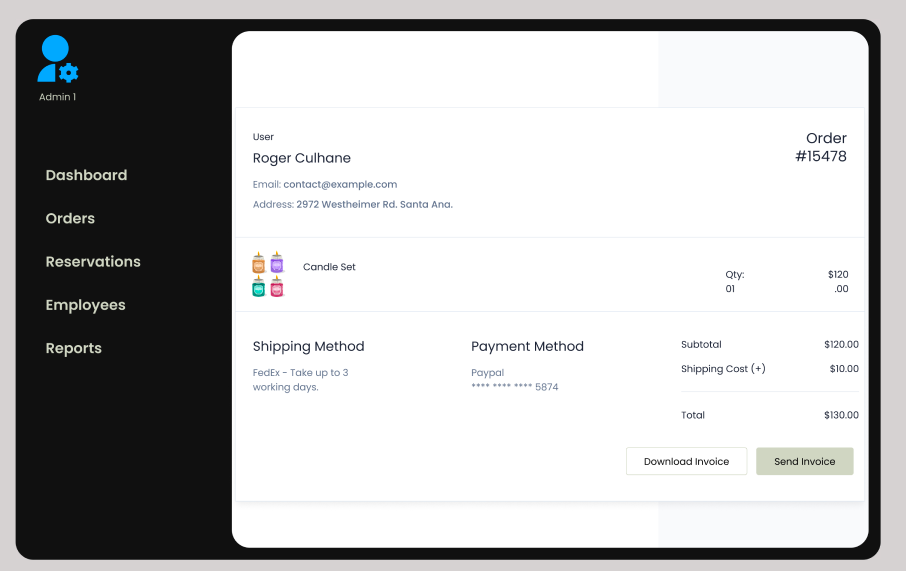 Admin 1
Dashboard
Orders
Reservations
Employees
Reports
User
Roger Culhane
Email: contact@example.com
Address: 2972 Westheimer Rd. Santa Ana.
Order
#15478
Candle Set
Qty:
01
$120
.00
Shipping Method
FedEx - Take up to 3
working days.
Payment Method
Paypal
**** **** **** 5874
Subtotal $120.00
Shipping Cost (+) $10.00
Total $130.00
Download Invoice
Send Invoice